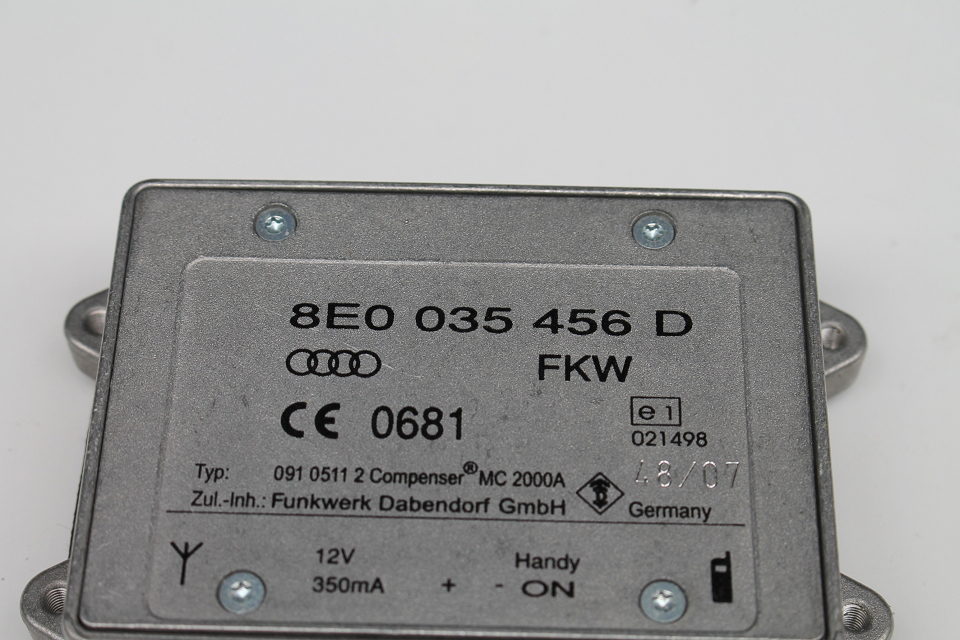 8E0 035 456 D
FKW
CE 0681
e1
021498
Typ: 091 0511 2 Compenser® MC 2000A
48/07
Zul.-Inh.: Funkwerk Dabendorf GmbH
Germany
12V Handy
350mA + - ON